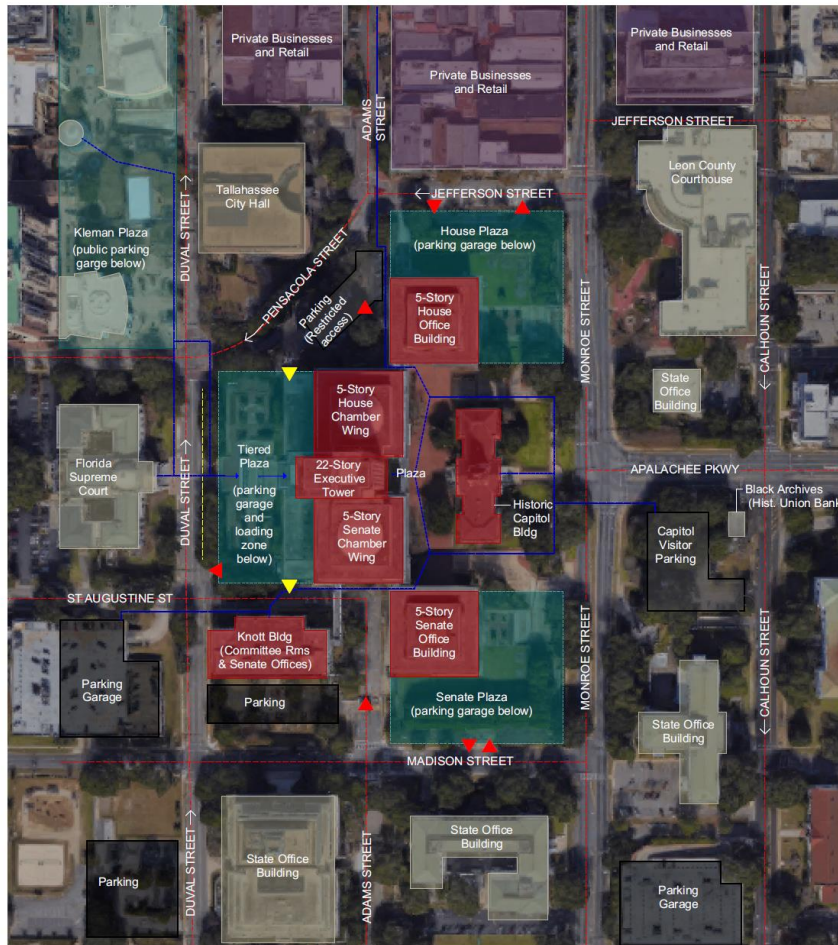 Private Businesses
and Retail
ADAMS
STREET
Private Businesses
and Retail
Private Businesses
and Retail
JEFFERSON STREET
Leon County
Courthouse
Tallahassee
City Hall
DUVAL STREET →
← JEFFERSON STREET
House Plaza
(parking garage below)
Kleman Plaza
(public parking
garge below)
← PENSACOLA STREET
Parking
(Restricted
access)
5-Story
House
Office
Building
MONROE STREET
← CALHOUN STREET
State
Office
Building
5-Story
House
Chamber
Wing
Florida
Supreme
Court
DUVAL STREET →
Tiered
Plaza
(parking
garage
and
loading
zone
below)
22-Story
Executive
Tower
Plaza
5-Story
Senate
Chamber
Wing
Historic
Capitol
Bldg
APALACHEE PKWY
Black Archives
(Hist. Union Bank
Capitol
Visitor
Parking
ST AUGUSTINE ST
Knott Bldg
(Committee Rms
& Senate Offices)
5-Story
Senate
Office
Building
Parking
Garage
Parking
Senate Plaza
(parking garage below)
MONROE STREET
← CALHOUN STREET
State Office
Building
MADISON STREET
Parking
DUVAL STREET →
State Office
Building
ADAMS STREET
State Office
Building
Parking
Garage